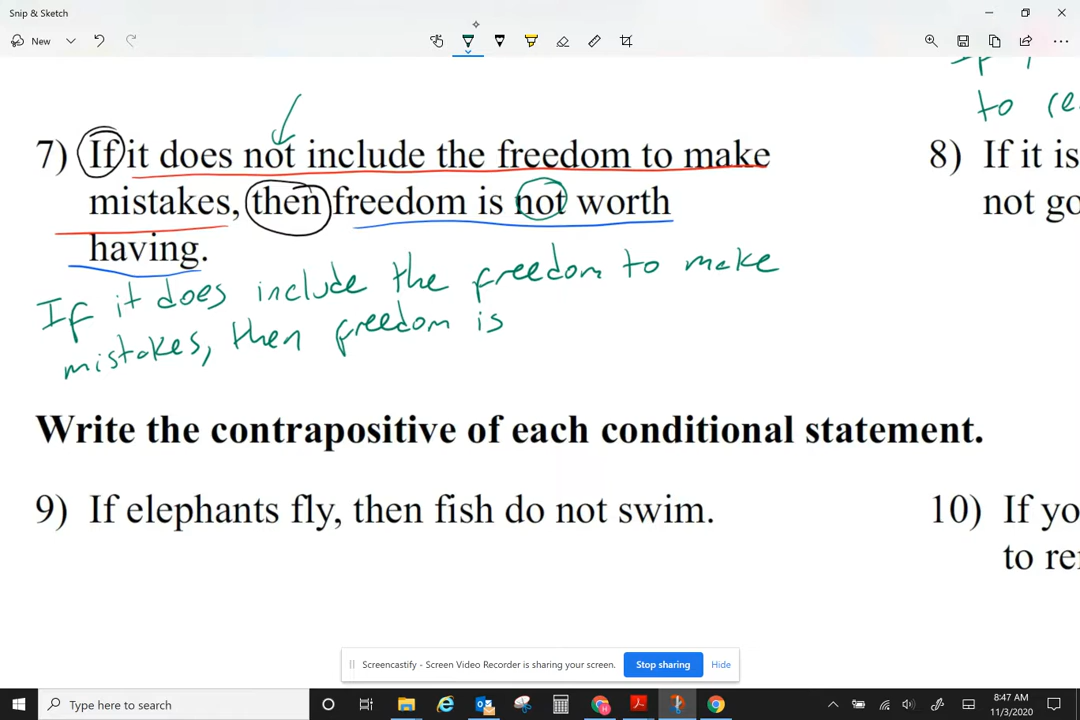 Snip & Sketch
New
If
to re
7) If it does not include the freedom to make
mistakes, then freedom is not worth
having.
8) If it is
not go
If it does include the freedom to make
mistakes, then freedom is
Write the contrapositive of each conditional statement.
9) If elephants fly, then fish do not swim.
10) If yo
to rei
Screencastify - Screen Video Recorder is sharing your screen.
Stop sharing
Hide
Type here to search
8:47 AM
11/3/2020